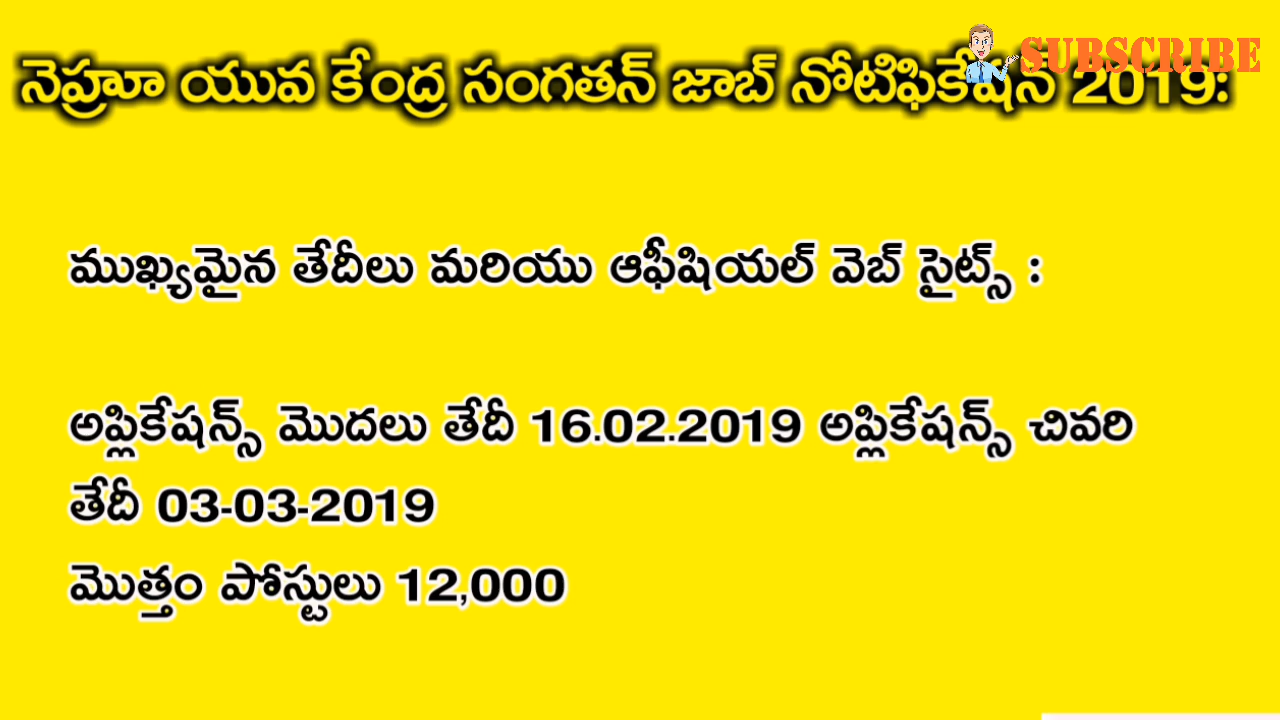 నెహ్రూ యువ కేంద్ర సంగతన్ జాబ్ నోటిఫికేషన్ 2019:
SUBSCRIBE
ముఖ్యమైన తేదీలు మరియు ఆఫీషియల్ వెబ్ సైట్స్ :
అప్లికేషన్స్ మొదలు తేదీ 16.02.2019 అప్లికేషన్స్ చివరి
తేదీ 03-03-2019
మొత్తం పోస్టులు 12,000